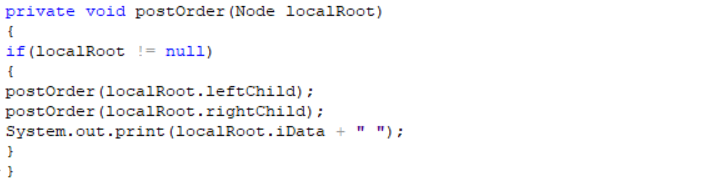 private void postOrder(Node localRoot)
{
if(localRoot != null)
{
postOrder(localRoot.leftChild);
postOrder(localRoot.rightChild);
System.out.print(localRoot.iData + " ");
}
}